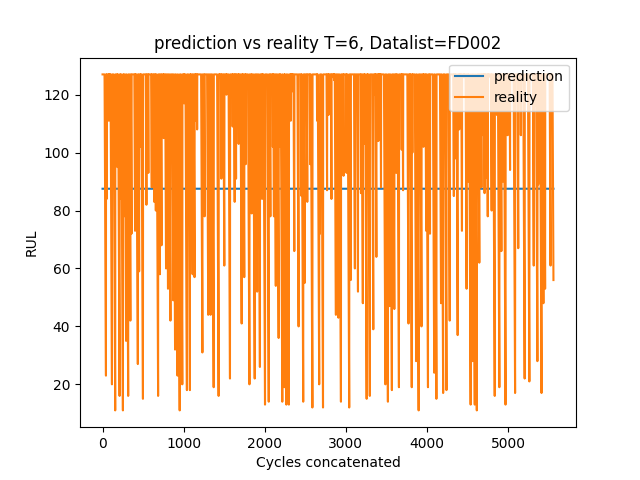 prediction vs reality T=6, Datalist=FD002
prediction
reality
RUL
120
100
80
60
40
20
0
1000
2000
3000
4000
5000
Cycles concatenated